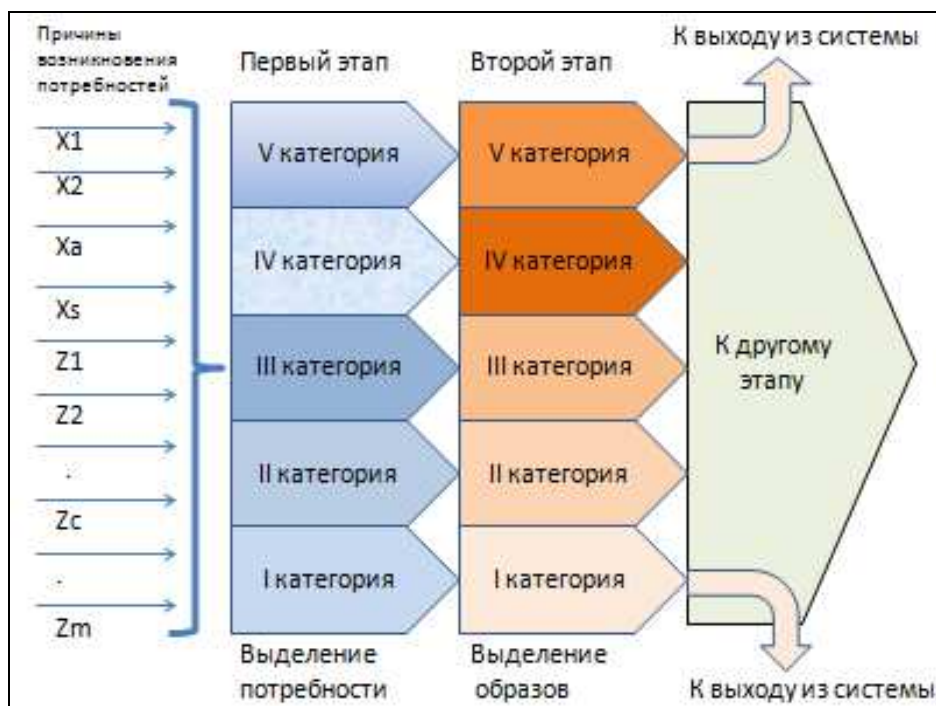 Причины
возникновения
потребностей
X1
X2
Xa
Xs
Z1
Z2
.
Zc
.
Zm
Первый этап
V категория
IV категория
III категория
II категория
I категория
Выделение
потребности
Второй этап
V категория
IV категория
III категория
II категория
I категория
Выделение
образов
К выходу из системы
К другому
этапу
К выходу из системы